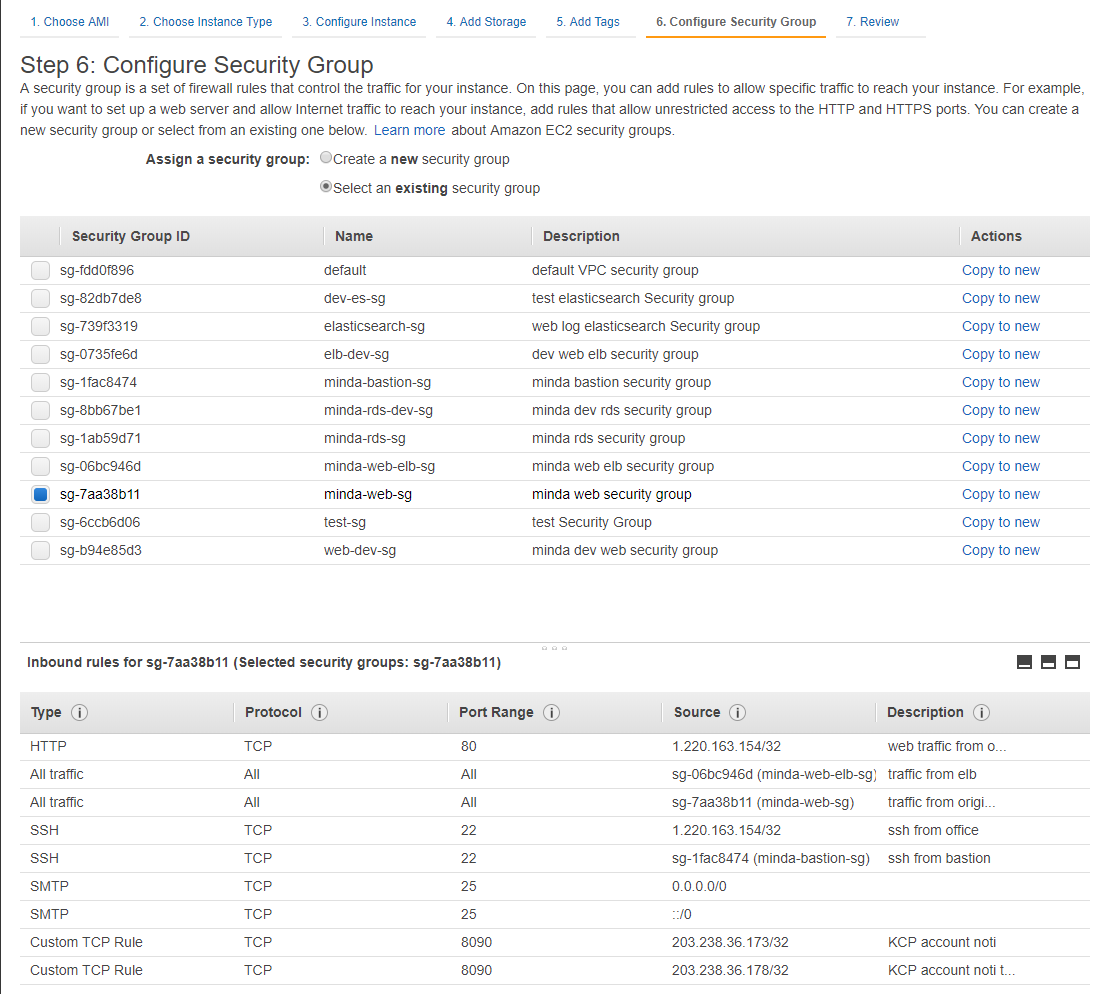 1. Choose AMI 2. Choose Instance Type 3. Configure Instance 4. Add Storage 5. Add Tags 6. Configure Security Group 7. Review
Step 6: Configure Security Group
A security group is a set of firewall rules that control the traffic for your instance. On this page, you can add rules to allow specific traffic to reach your instance. For example,
if you want to set up a web server and allow Internet traffic to reach your instance, add rules that allow unrestricted access to the HTTP and HTTPS ports. You can create a
new security group or select from an existing one below. Learn more about Amazon EC2 security groups.
Assign a security group: Create a new security group
Select an existing security group
Security Group ID Name Description Actions
sg-fdd0f896 default default VPC security group Copy to new
sg-82db7de8 dev-es-sg test elasticsearch Security group Copy to new
sg-739f3319 elasticsearch-sg web log elasticsearch Security group Copy to new
sg-0735fe6d elb-dev-sg dev web elb security group Copy to new
sg-1fac8474 minda-bastion-sg minda bastion security group Copy to new
sg-8bb67be1 minda-rds-dev-sg minda dev rds security group Copy to new
sg-1ab59d71 minda-rds-sg minda rds security group Copy to new
sg-06bc946d minda-web-elb-sg minda web elb security group Copy to new
sg-7aa38b11 minda-web-sg minda web security group Copy to new
sg-6ccb6d06 test-sg test Security Group Copy to new
sg-b94e85d3 web-dev-sg minda dev web security group Copy to new
Inbound rules for sg-7aa38b11 (Selected security groups: sg-7aa38b11)
Type Protocol Port Range Source Description
HTTP TCP 80 1.220.163.154/32 web traffic from o...
All traffic All All sg-06bc946d (minda-web-elb-sg) traffic from elb
All traffic All All sg-7aa38b11 (minda-web-sg) traffic from origi...
SSH TCP 22 1.220.163.154/32 ssh from office
SSH TCP 22 sg-1fac8474 (minda-bastion-sg) ssh from bastion
SMTP TCP 25 0.0.0.0/0
SMTP TCP 25 ::/0
Custom TCP Rule TCP 8090 203.238.36.173/32 KCP account noti
Custom TCP Rule TCP 8090 203.238.36.178/32 KCP account noti t...